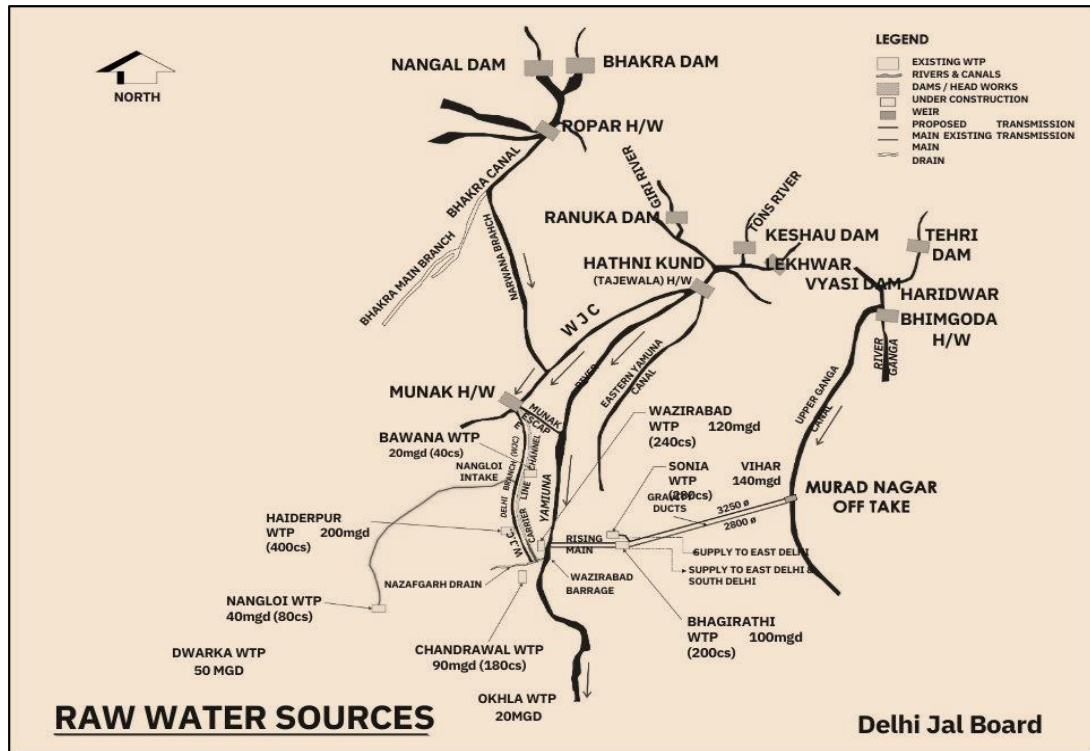 NORTH
LEGEND
EXISTING WTP
RIVERS & CANALS
DAMS / HEAD WORKS
UNDER CONSTRUCTION
WEIR
PROPOSED TRANSMISSION
MAIN EXISTING TRANSMISSION
MAIN
DRAIN
NANGAL DAM
BHAKRA DAM
ROPAR H/W
BHAKRA CANAL
BHAKRA MAIN BRANCH
NARWANA BRAHCH
GIRI RIVER
RANUKA DAM
TONS RIVER
KESHAU DAM
LEKHWAR
VYASI DAM
TEHRI
DAM
HATHNI KUND
(TAJEWALA) H/W
HARIDWAR
BHIMGODA
H/W
RIVER
GANGA
W J C
RIVER
EASTERN YAMUNA
CANAL
UPPER GANGA
CANAL
MUNAK H/W
MUNAK
ESCAP
E
BAWANA WTP
20mgd (40cs)
NANGLOI
INTAKE
DELHI BRANCH (WJC)
CARRIER LINE CHANNEL
W.J.C.
YAMIUNA
WAZIRABAD
WTP 120mgd
(240cs)
SONIA VIHAR
WTP 140mgd
(280cs)
GRAVITY
DUCTS
3250 ø
2800 ø
MURAD NAGAR
OFF TAKE
HAIDERPUR
WTP 200mgd
(400cs)
RISING
MAIN
SUPPLY TO EAST DELHI
SUPPLY TO EAST DELHI &
SOUTH DELHI
NAZAFGARH DRAIN
WAZIRABAD
BARRAGE
NANGLOI WTP
40mgd (80cs)
BHAGIRATHI
WTP 100mgd
(200cs)
CHANDRAWAL WTP
90mgd (180cs)
DWARKA WTP
50 MGD
OKHLA WTP
20MGD
RAW WATER SOURCES
Delhi Jal Board